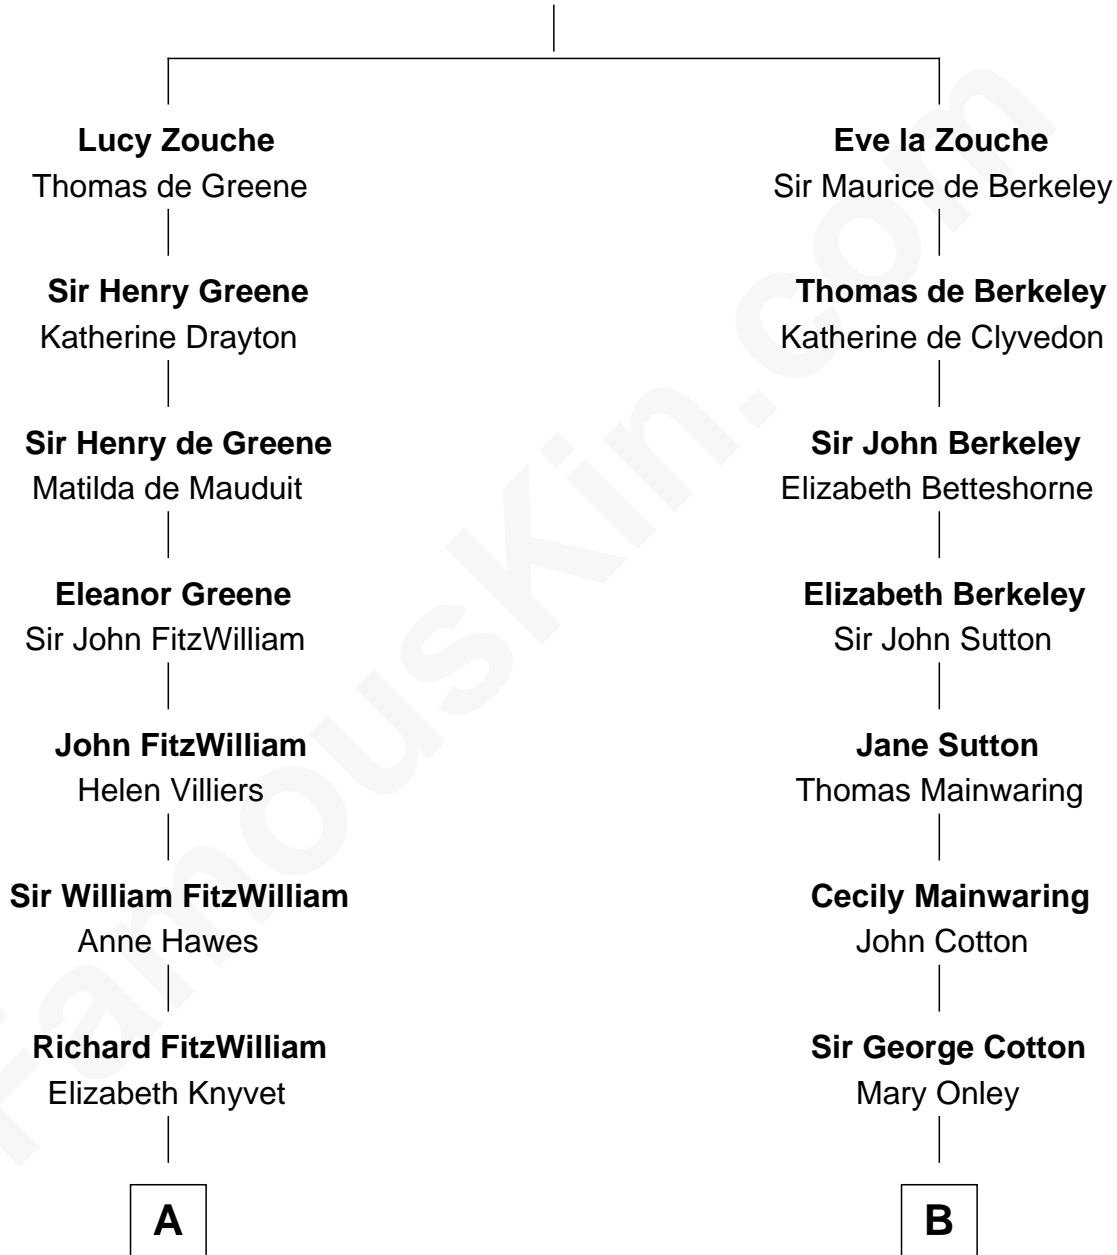 Lucy Zouche
Thomas de Greene
Sir Henry Greene
Katherine Drayton
Sir Henry de Greene
Matilda de Mauduit
Eleanor Greene
Sir John FitzWilliam
John FitzWilliam
Helen Villiers
Sir William FitzWilliam
Anne Hawes
Richard FitzWilliam
Elizabeth Knyvet
A
Eve la Zouche
Sir Maurice de Berkeley
Thomas de Berkeley
Katherine de Clyvedon
Sir John Berkeley
Elizabeth Betteshorne
Elizabeth Berkeley
Sir John Sutton
Jane Sutton
Thomas Mainwaring
Cecily Mainwaring
John Cotton
Sir George Cotton
Mary Onley
B
FamousKin.com